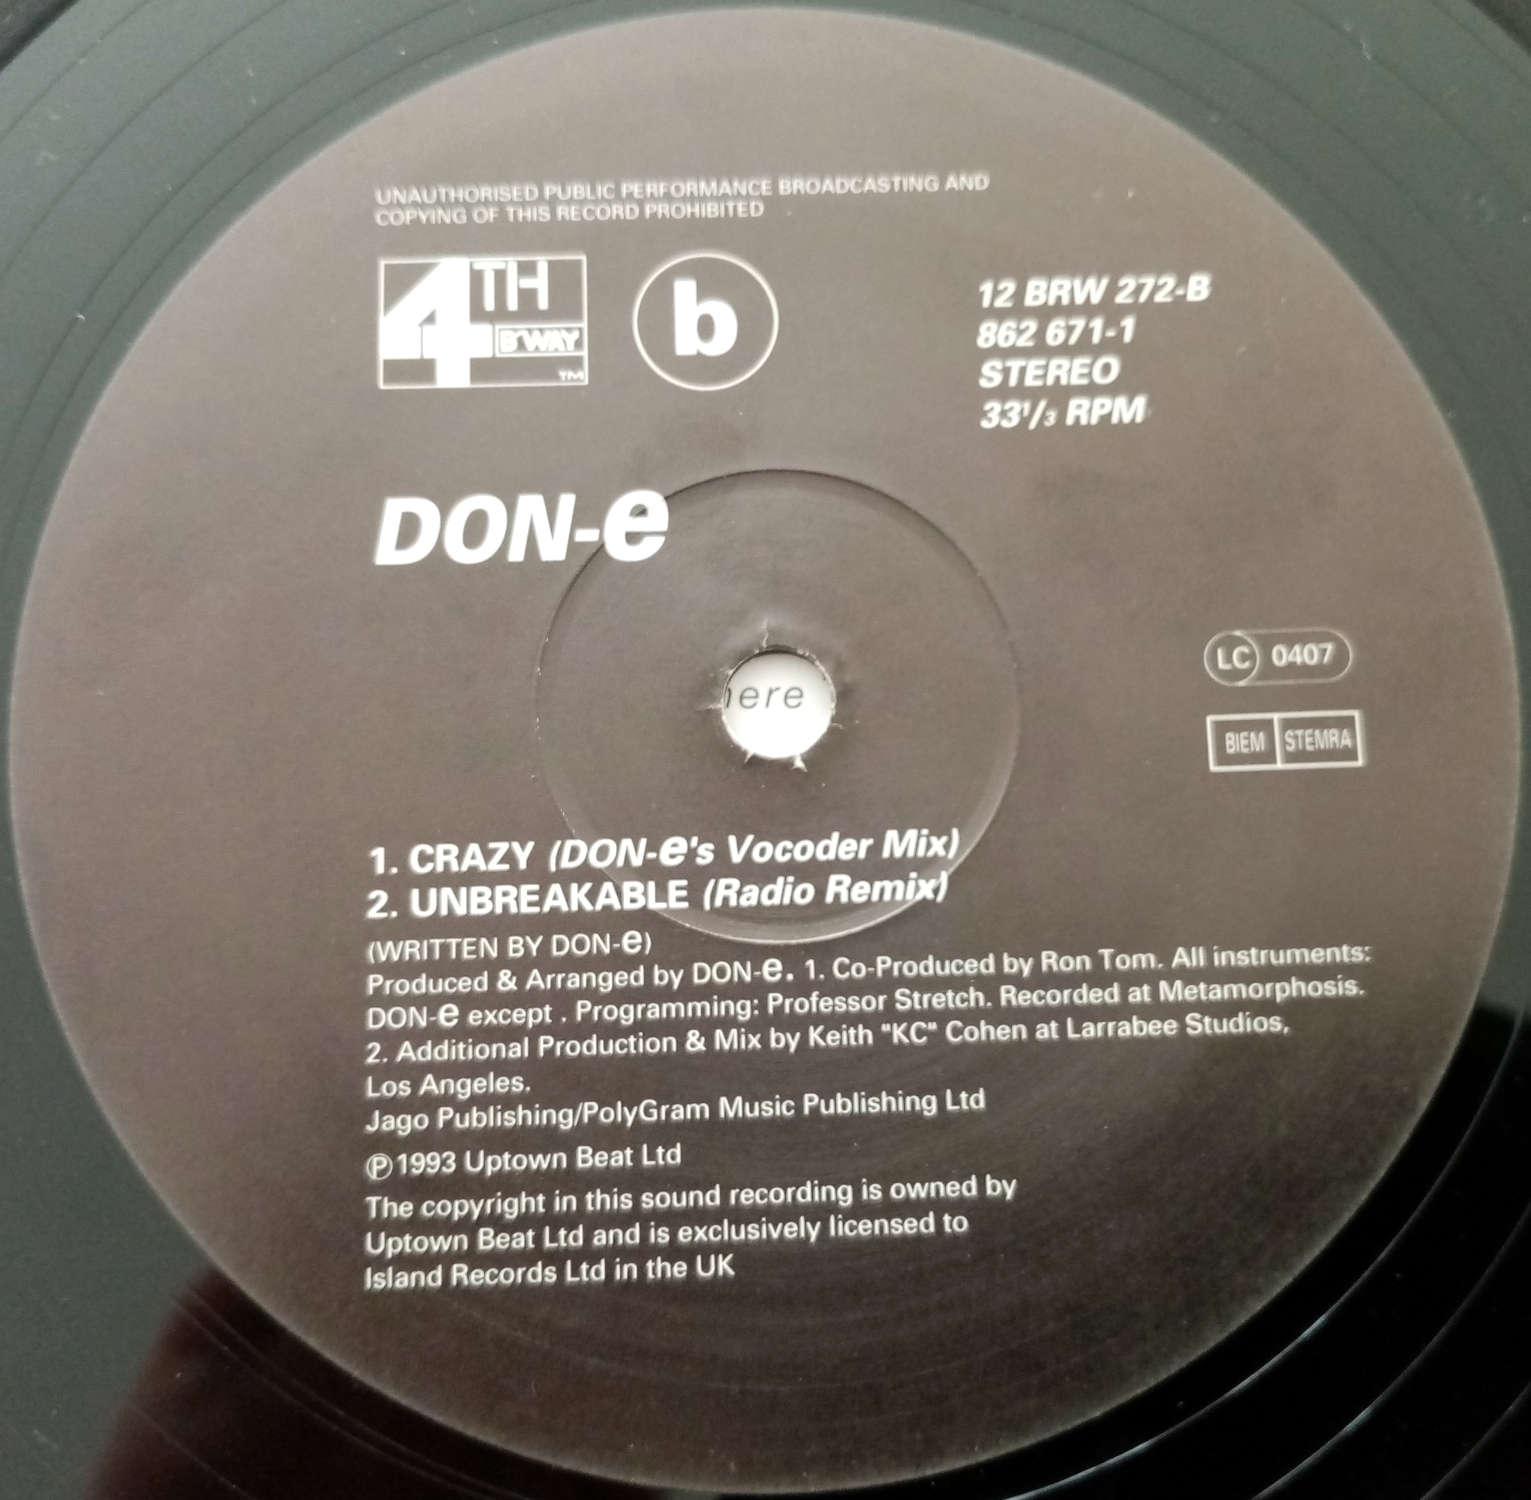 UNAUTHORISED PUBLIC PERFORMANCE BROADCASTING AND
COPYING OF THIS RECORD PROHIBITED
4TH
B'WAY
TM
b
12 BRW 272-B
862 671-1
STEREO
33¹/₃ RPM
DON-e
ere
LC 0407
BIEM STEMRA
1. CRAZY (DON-e's Vocoder Mix)
2. UNBREAKABLE (Radio Remix)
(WRITTEN BY DON-e)
Produced & Arranged by DON-e. 1. Co-Produced by Ron Tom. All instruments:
DON-e except . Programming: Professor Stretch. Recorded at Metamorphosis.
2. Additional Production & Mix by Keith "KC" Cohen at Larrabee Studios,
Los Angeles.
Jago Publishing/PolyGram Music Publishing Ltd
℗1993 Uptown Beat Ltd
The copyright in this sound recording is owned by
Uptown Beat Ltd and is exclusively licensed to
Island Records Ltd in the UK